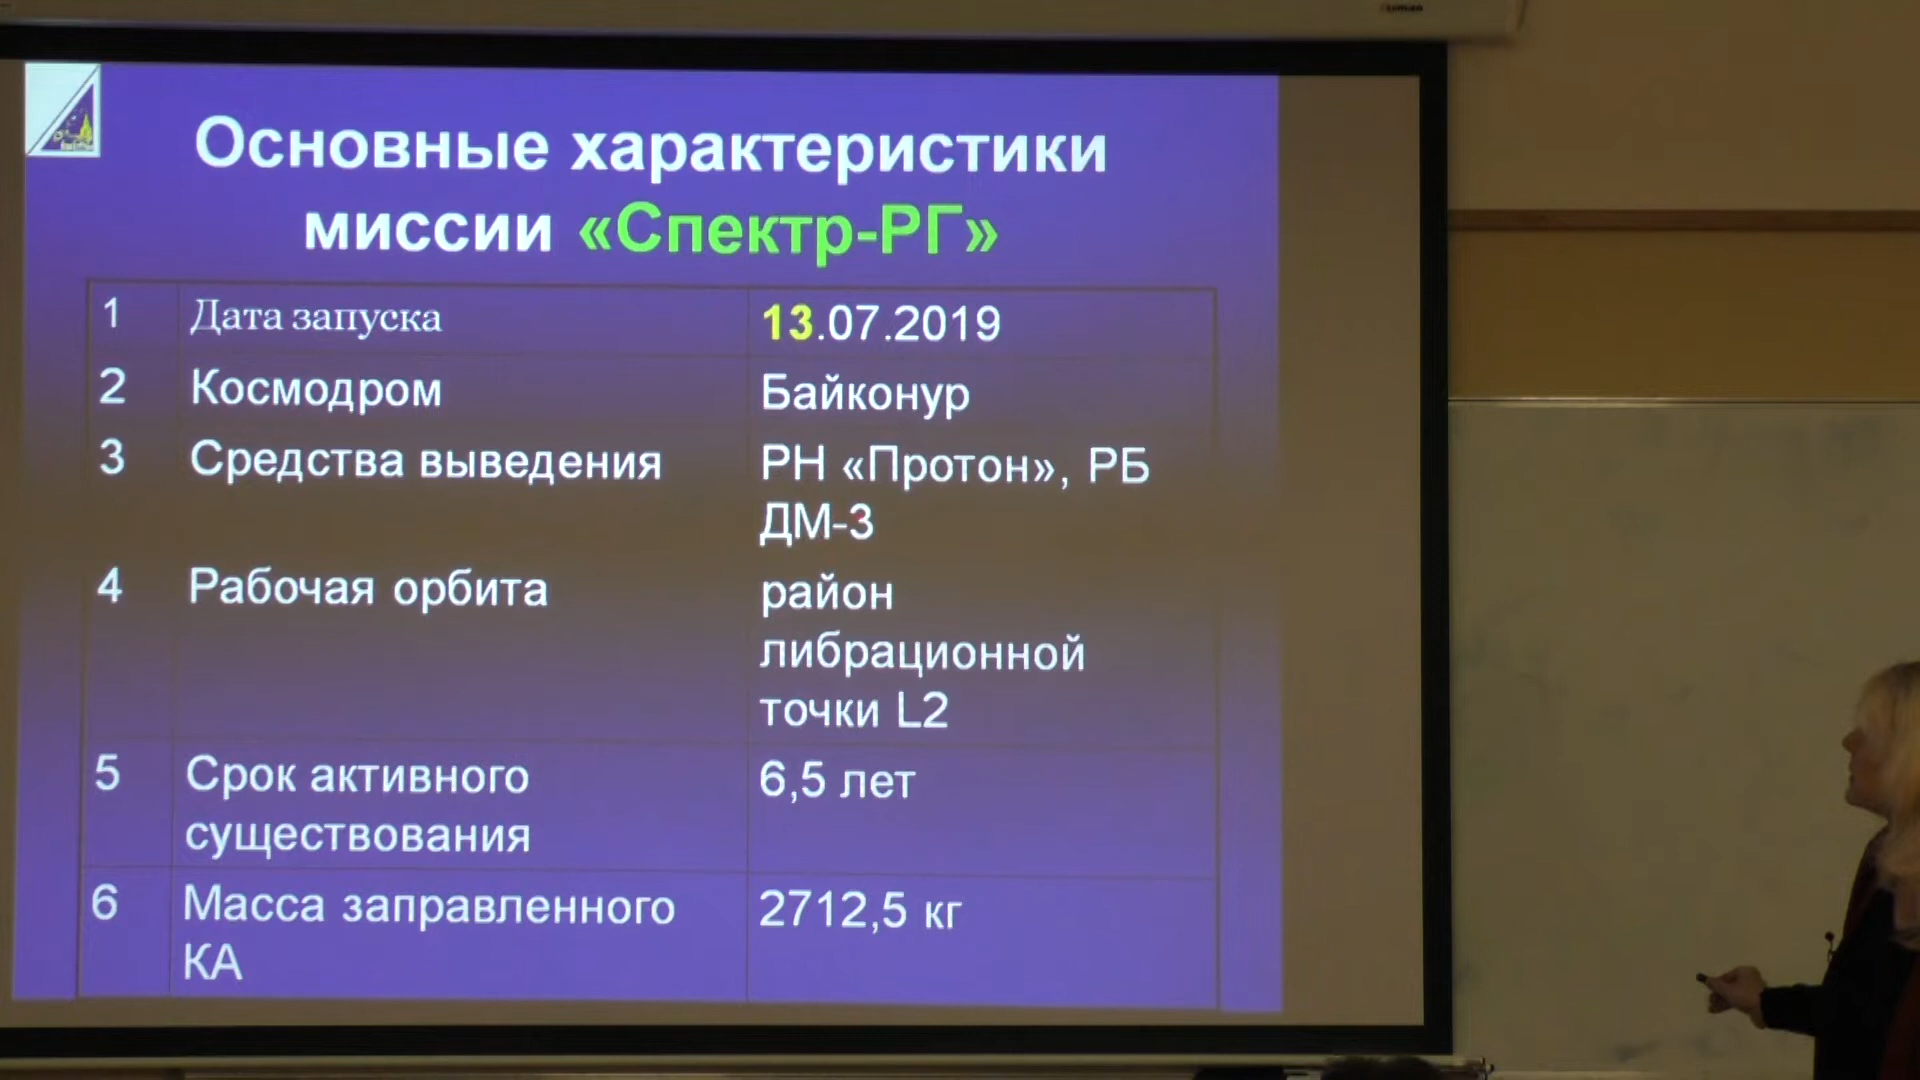 Основные характеристики
миссии «Спектр-РГ»
1 Дата запуска 13.07.2019
2 Космодром Байконур
3 Средства выведения РН «Протон», РБ
ДМ-3
4 Рабочая орбита район
либрационной
точки L2
5 Срок активного 6,5 лет
существования
6 Масса заправленного 2712,5 кг
КА